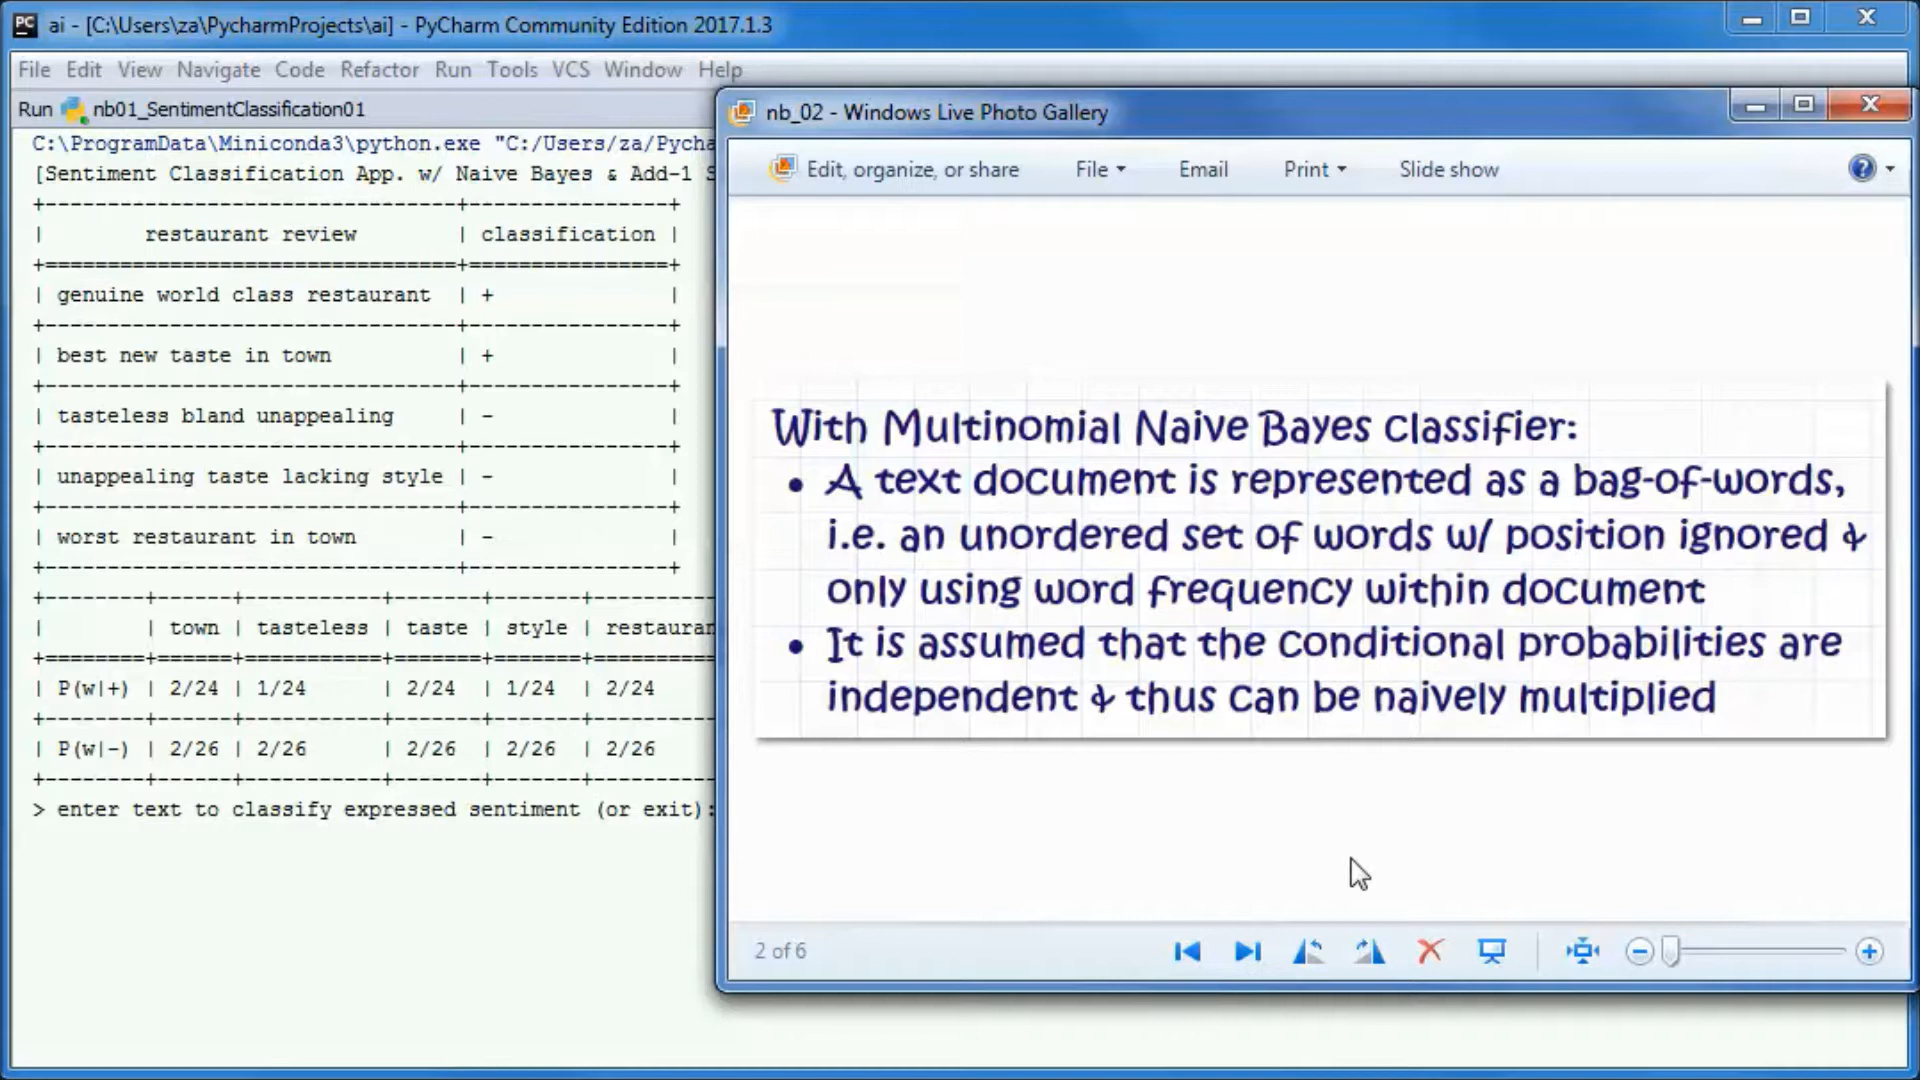 ai - [C:\Users\za\PycharmProjects\ai] - PyCharm Community Edition 2017.1.3
File Edit View Navigate Code Refactor Run Tools VCS Window Help
Run nb01_SentimentClassification01
C:\ProgramData\Miniconda3\python.exe "C:/Users/za/Pycha
[Sentiment Classification App. w/ Naive Bayes & Add-1 S
+----------------------------------+----------------+
| restaurant review | classification |
+==================================+================+
| genuine world class restaurant | + |
+----------------------------------+----------------+
| best new taste in town | + |
+----------------------------------+----------------+
| tasteless bland unappealing | - |
+----------------------------------+----------------+
| unappealing taste lacking style | - |
+----------------------------------+----------------+
| worst restaurant in town | - |
+----------------------------------+----------------+
+--------+------+-----------+-------+-------+----------
| | town | tasteless | taste | style | restauran
+========+======+===========+=======+=======+==========
| P(w|+) | 2/24 | 1/24 | 2/24 | 1/24 | 2/24
+--------+------+-----------+-------+-------+----------
| P(w|-) | 2/26 | 2/26 | 2/26 | 2/26 | 2/26
+--------+------+-----------+-------+-------+----------
> enter text to classify expressed sentiment (or exit):
nb_02 - Windows Live Photo Gallery
Edit, organize, or share File Email Print Slide show
With Multinomial Naive Bayes Classifier:
• A text document is represented as a bag-of-words,
i.e. an unordered set of words w/ position ignored &
only using word frequency within document
• It is assumed that the conditional probabilities are
independent & thus can be naively multiplied
2 of 6